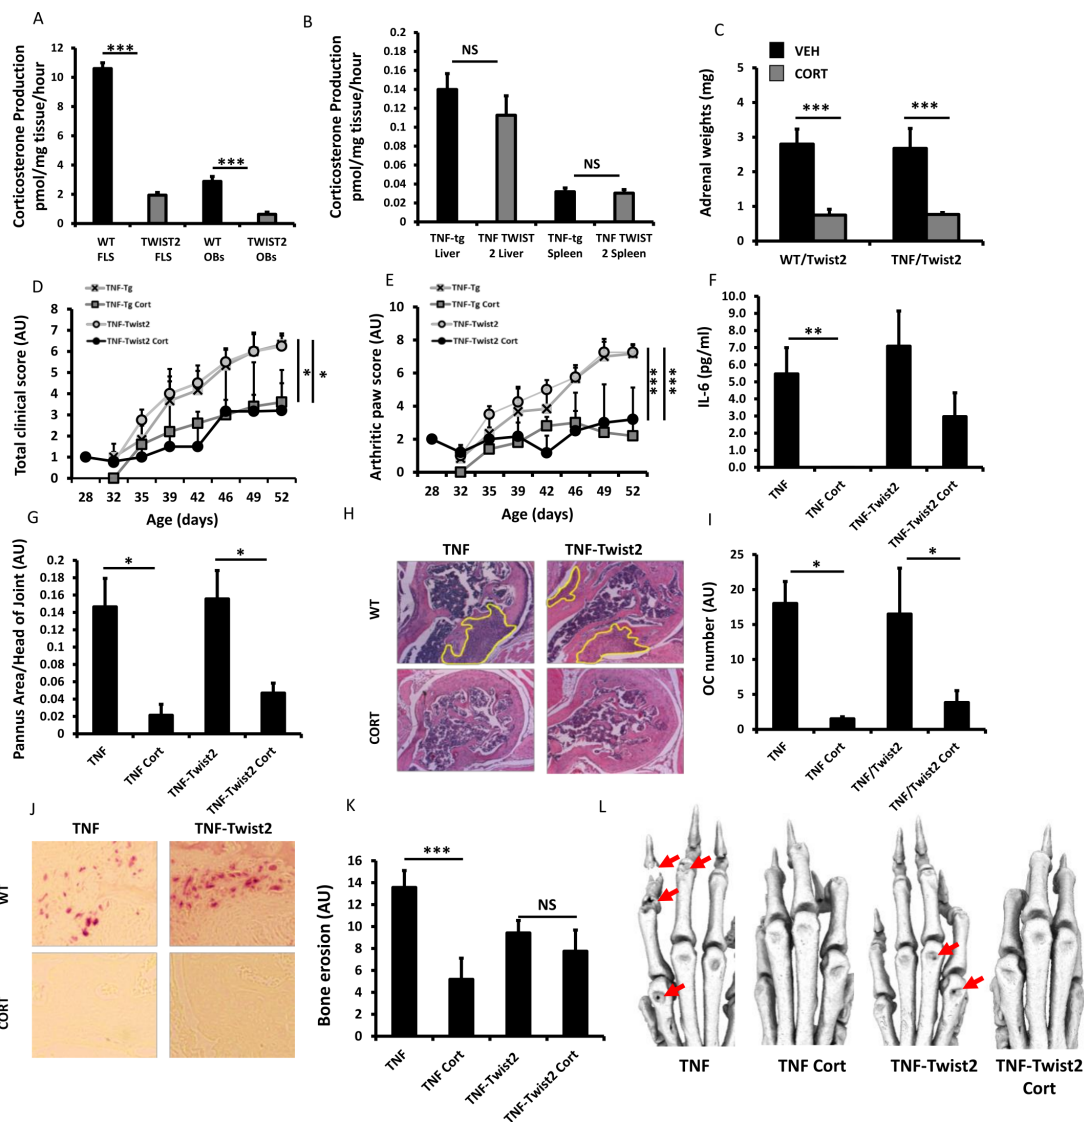 A
Corticosterone Production
pmol/mg tissue/hour
12
10
8
6
4
2
0
***
***
WT
FLS
TWIST2
FLS
WT
OBs
TWIST2
OBs
B
Corticosterone Production
pmol/mg tissue/hour
0.2
0.18
0.16
0.14
0.12
0.1
0.08
0.06
0.04
0.02
0
NS
NS
TNF-tg
Liver
TNF TWIST
2 Liver
TNF-tg
Spleen
TNF TWIST
2 Spleen
C
VEH
CORT
Adrenal weights (mg)
5
4
3
2
1
0
***
***
WT/Twist2
TNF/Twist2
D
TNF-Tg
TNF-Tg Cort
TNF-Twist2
TNF-Twist2 Cort
Total clinical score (AU)
8
7
6
5
4
3
2
1
0
*
*
28 32 35 39 42 46 49 52
Age (days)
E
TNF-Tg
TNF-Tg Cort
TNF-Twist2
TNF-Twist2 Cort
Arthritic paw score (AU)
10
8
6
4
2
0
***
***
28 32 35 39 42 46 49 52
Age (days)
F
IL-6 (pg/ml)
10.0
9.0
8.0
7.0
6.0
5.0
4.0
3.0
2.0
1.0
0.0
**
TNF
TNF Cort
TNF-Twist2
TNF-Twist2 Cort
G
Pannus Area/Head of Joint (AU)
0.2
0.16
0.14
0.12
0.08
0.06
0.04
0.02
0
*
*
TNF
TNF Cort
TNF-Twist2
TNF-Twist2 Cort
H
TNF
TNF-Twist2
WT
CORT
I
OC number (AU)
25
20
15
10
5
0
*
*
TNF
TNF Cort
TNF/Twist2
TNF/Twist2 Cort
J
TNF
TNF-Twist2
WT
CORT
K
Bone erosion (AU)
16
14
12
10
8
6
4
2
0
***
NS
TNF
TNF Cort
TNF-Twist2
TNF-Twist2 Cort
L
TNF
TNF Cort
TNF-Twist2
TNF-Twist2
Cort